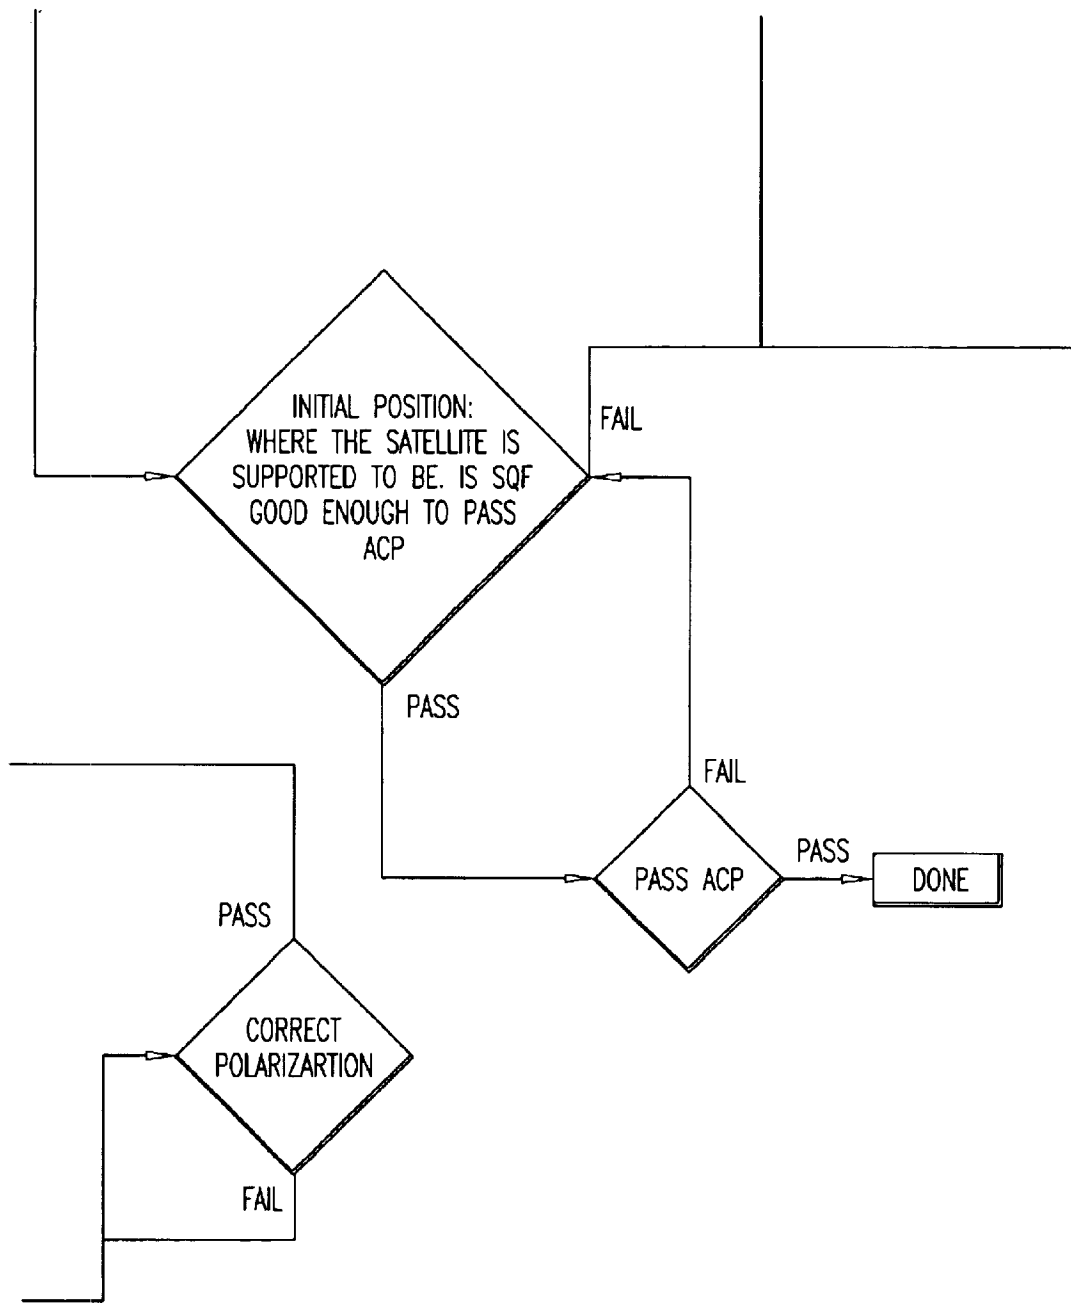 INITIAL POSITION:
WHERE THE SATELLITE IS
SUPPORTED TO BE. IS SQF
GOOD ENOUGH TO PASS
ACP
FAIL
PASS
FAIL
PASS ACP
PASS
DONE
PASS
CORRECT
POLARIZARTION
FAIL